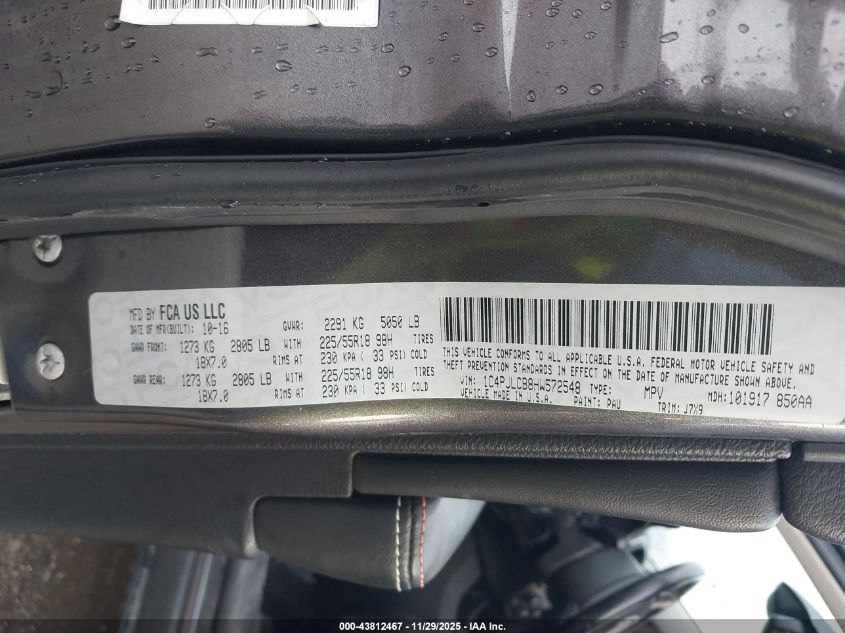 MFD BY FCA US LLC
DATE OF MFR(BUILT): 10-16 GVWR: 2291 KG 5050 LB
GAWR FRONT: 1273 KG 2805 LB WITH 225/55R18 98H TIRES
18X7.0 RIMS AT 230 KPA ( 33 PSI) COLD
GAWR REAR: 1273 KG 2805 LB WITH 225/55R18 98H TIRES
18X7.0 RIMS AT 230 KPA ( 33 PSI) COLD
THIS VEHICLE CONFORMS TO ALL APPLICABLE U.S.A. FEDERAL MOTOR VEHICLE SAFETY AND
THEFT PREVENTION STANDARDS IN EFFECT ON THE DATE OF MANUFACTURE SHOWN ABOVE.
VIN: 1C4PJLCB8HW572548 TYPE: MPV MDH: 101917 850AA
VEHICLE MADE IN U.S.A. PAINT: PAU TRIM: J7X9
000-43812467 - 11/29/2025 - IAA Inc.